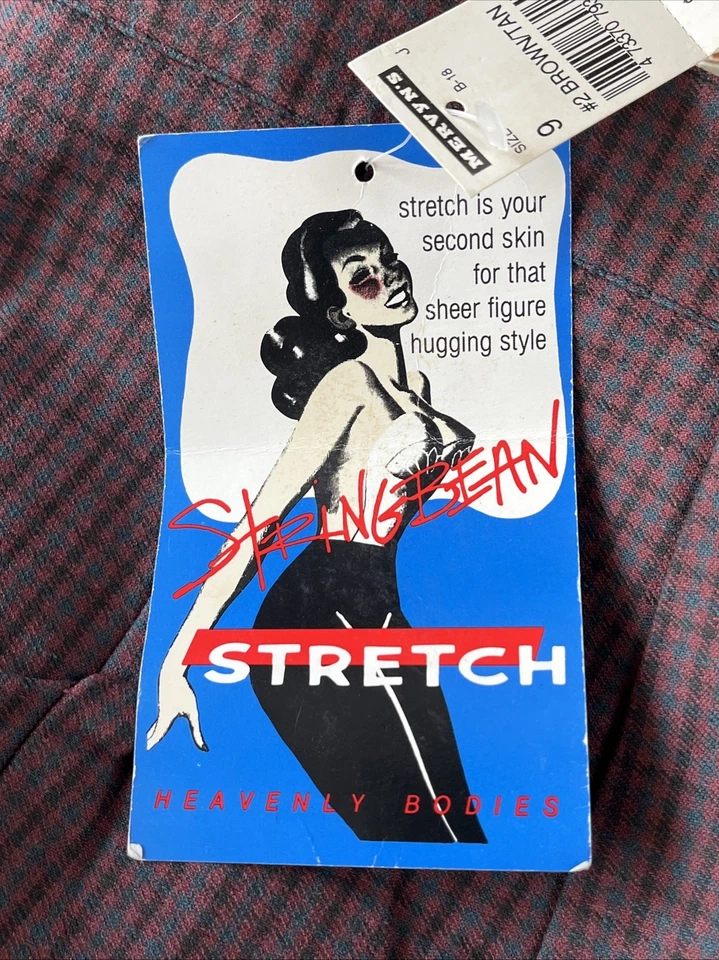 MERVYN'S
J
B-18
SIZE
9
#2 BROWN/TAN
stretch is your
second skin
for that
sheer figure
hugging style
STRINGBEAN
STRETCH
HEAVENLY BODIES